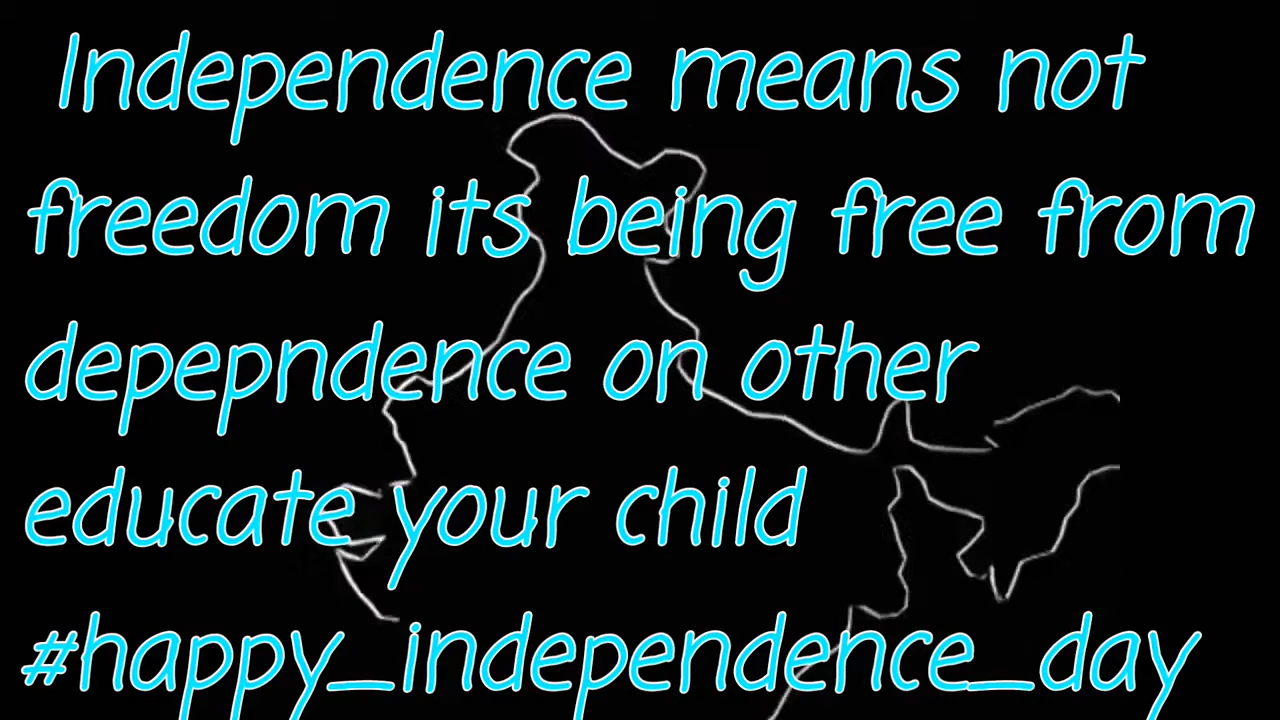 Independence means not
freedom its being free from
depepndence on other
educate your child
#happy_independence_day